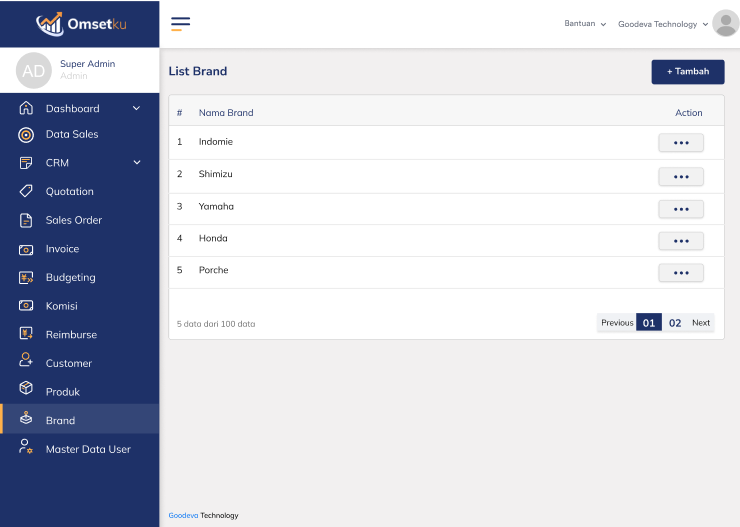 Omsetku
Bantuan
Goodeva Technology
AD
Super Admin
Admin
Dashboard
Data Sales
CRM
Quotation
Sales Order
Invoice
Budgeting
Komisi
Reimburse
Customer
Produk
Brand
Master Data User
List Brand
+ Tambah
# Nama Brand Action
1 Indomie
2 Shimizu
3 Yamaha
4 Honda
5 Porche
5 data dari 100 data
Previous 01 02 Next
Goodeva Technology